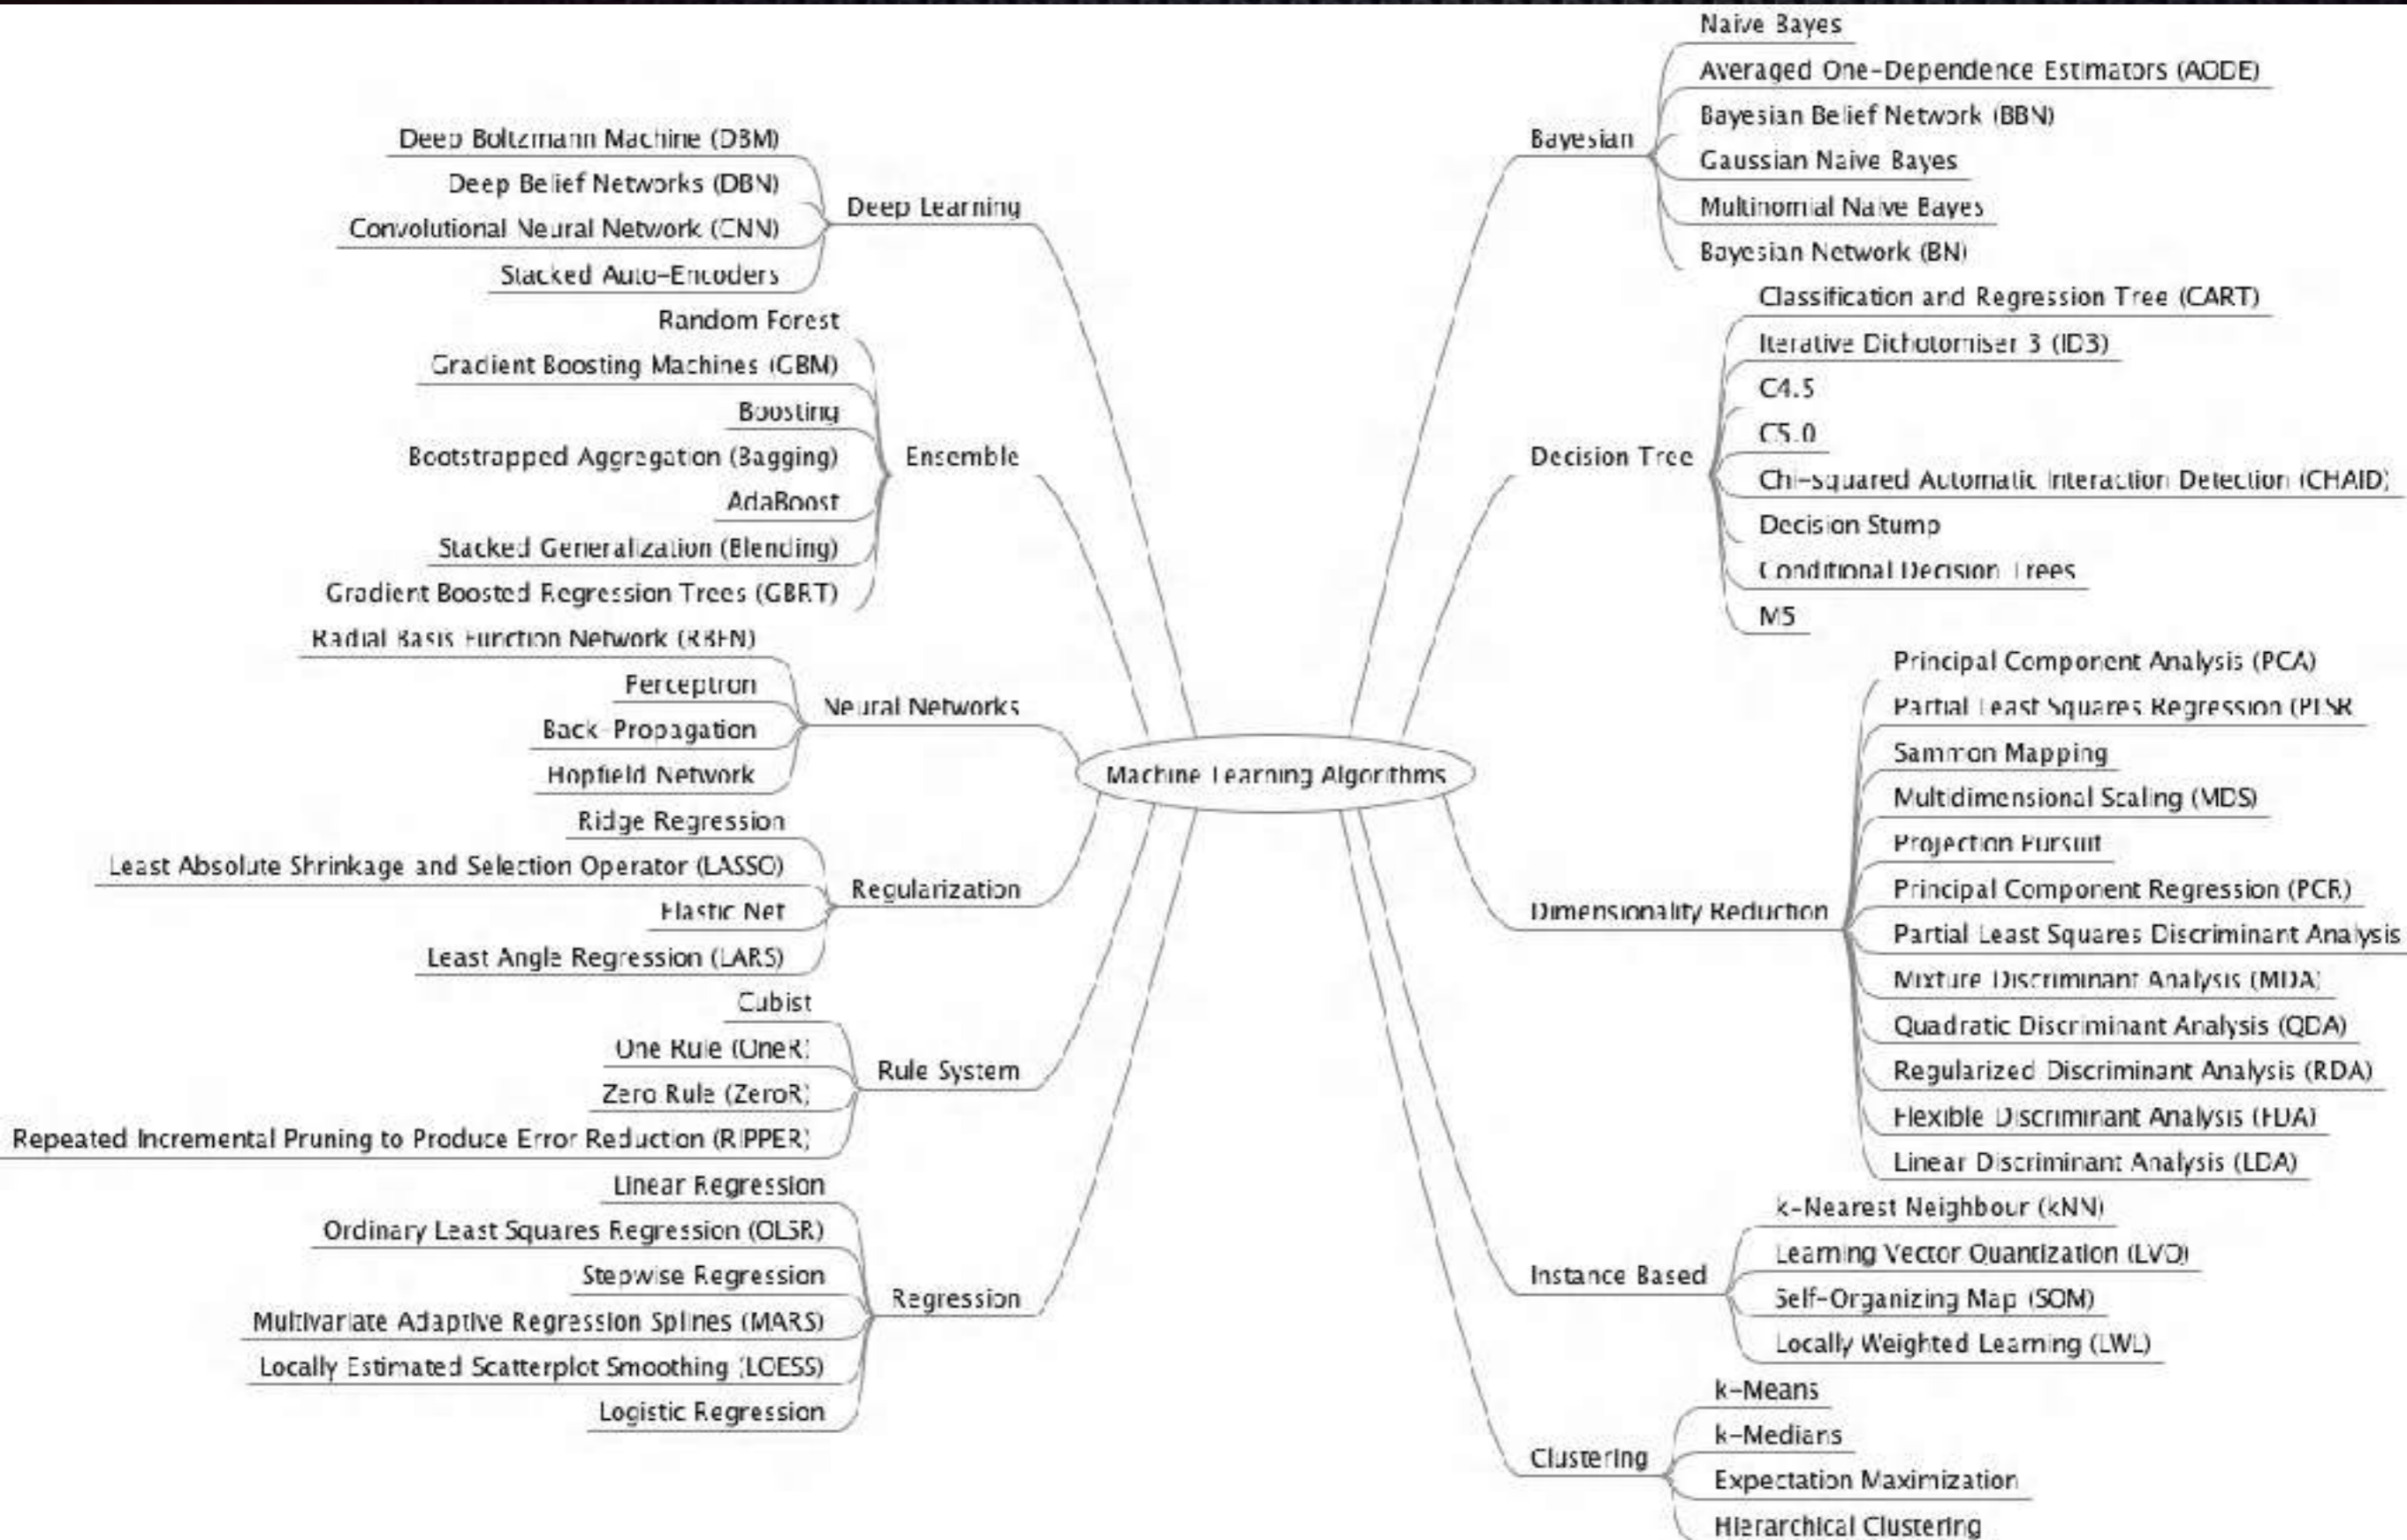 Deep Boltzmann Machine (DBM)
Deep Belief Networks (DBN)
Convolutional Neural Network (CNN)
Stacked Auto-Encoders
Deep Learning
Random Forest
Gradient Boosting Machines (GBM)
Boosting
Bootstrapped Aggregation (Bagging)
AdaBoost
Stacked Generalization (Blending)
Gradient Boosted Regression Trees (GBRT)
Ensemble
Radial Basis Function Network (RBFN)
Perceptron
Back-Propagation
Hopfield Network
Neural Networks
Ridge Regression
Least Absolute Shrinkage and Selection Operator (LASSO)
Elastic Net
Least Angle Regression (LARS)
Regularization
Cubist
One Rule (OneR)
Zero Rule (ZeroR)
Repeated Incremental Pruning to Produce Error Reduction (RIPPER)
Rule System
Linear Regression
Ordinary Least Squares Regression (OLSR)
Stepwise Regression
Multivariate Adaptive Regression Splines (MARS)
Locally Estimated Scatterplot Smoothing (LOESS)
Logistic Regression
Regression
Machine Learning Algorithms
Bayesian
Naive Bayes
Averaged One-Dependence Estimators (AODE)
Bayesian Belief Network (BBN)
Gaussian Naive Bayes
Multinomial Naive Bayes
Bayesian Network (BN)
Decision Tree
Classification and Regression Tree (CART)
Iterative Dichotomiser 3 (ID3)
C4.5
C5.0
Chi-squared Automatic Interaction Detection (CHAID)
Decision Stump
Conditional Decision Trees
M5
Dimensionality Reduction
Principal Component Analysis (PCA)
Partial Least Squares Regression (PLSR
Sammon Mapping
Multidimensional Scaling (MDS)
Projection Pursuit
Principal Component Regression (PCR)
Partial Least Squares Discriminant Analysis
Mixture Discriminant Analysis (MDA)
Quadratic Discriminant Analysis (QDA)
Regularized Discriminant Analysis (RDA)
Flexible Discriminant Analysis (FDA)
Linear Discriminant Analysis (LDA)
Instance Based
k-Nearest Neighbour (kNN)
Learning Vector Quantization (LVQ)
Self-Organizing Map (SOM)
Locally Weighted Learning (LWL)
Clustering
k-Means
k-Medians
Expectation Maximization
Hierarchical Clustering